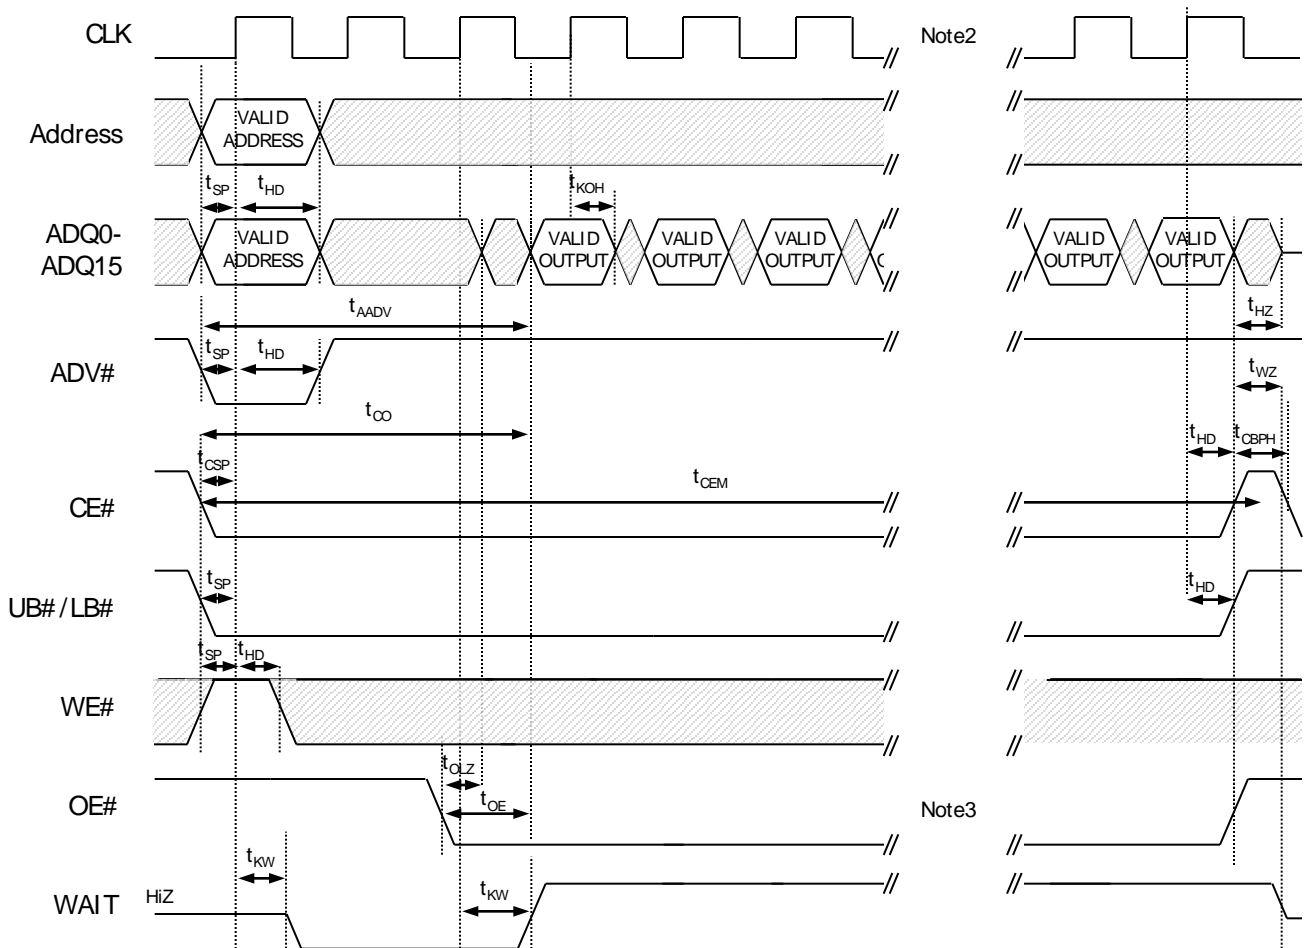 CLK
Note2
Address
VALID
ADDRESS
tSP
tHD
tKOH
ADQ0-
ADQ15
VALID
ADDRESS
VALID
OUTPUT
VALID
OUTPUT
VALID
OUTPUT
VALID
OUTPUT
VALID
OUTPUT
tAADV
tHZ
ADV#
tSP
tHD
tWZ
tCO
tHD
tCBPH
tCSP
tCEM
CE#
UB# / LB#
tSP
tHD
tSP
tHD
WE#
tOLZ
OE#
tOE
Note3
tKW
tKW
WAIT
HiZ